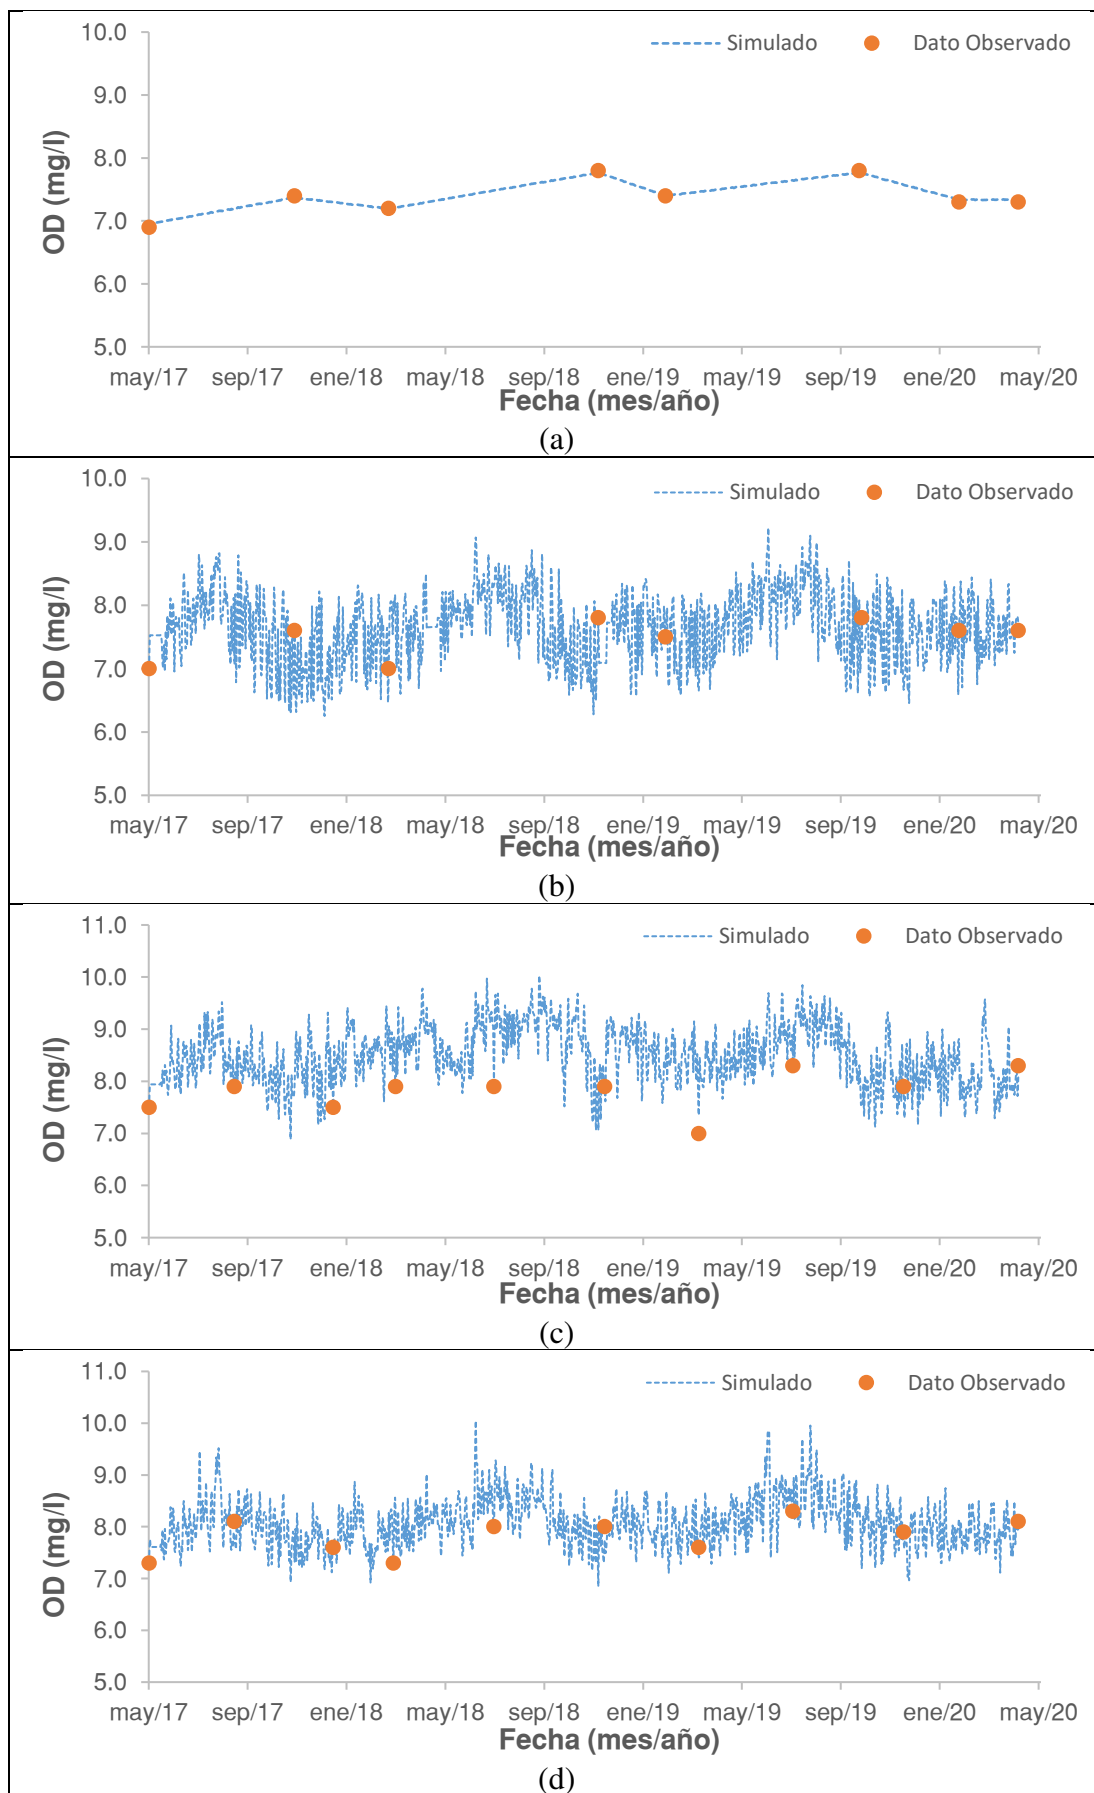 10.0
Simulado Dato Observado
9.0
8.0
OD (mg/l)
7.0
6.0
5.0
may/17 sep/17 ene/18 may/18 sep/18 ene/19 may/19 sep/19 ene/20 may/20
Fecha (mes/año)
(a)
10.0
Simulado Dato Observado
9.0
8.0
OD (mg/l)
7.0
6.0
5.0
may/17 sep/17 ene/18 may/18 sep/18 ene/19 may/19 sep/19 ene/20 may/20
Fecha (mes/año)
(b)
11.0
Simulado Dato Observado
10.0
9.0
8.0
OD (mg/l)
7.0
6.0
5.0
may/17 sep/17 ene/18 may/18 sep/18 ene/19 may/19 sep/19 ene/20 may/20
Fecha (mes/año)
(c)
11.0
Simulado Dato Observado
10.0
9.0
8.0
OD (mg/l)
7.0
6.0
5.0
may/17 sep/17 ene/18 may/18 sep/18 ene/19 may/19 sep/19 ene/20 may/20
Fecha (mes/año)
(d)